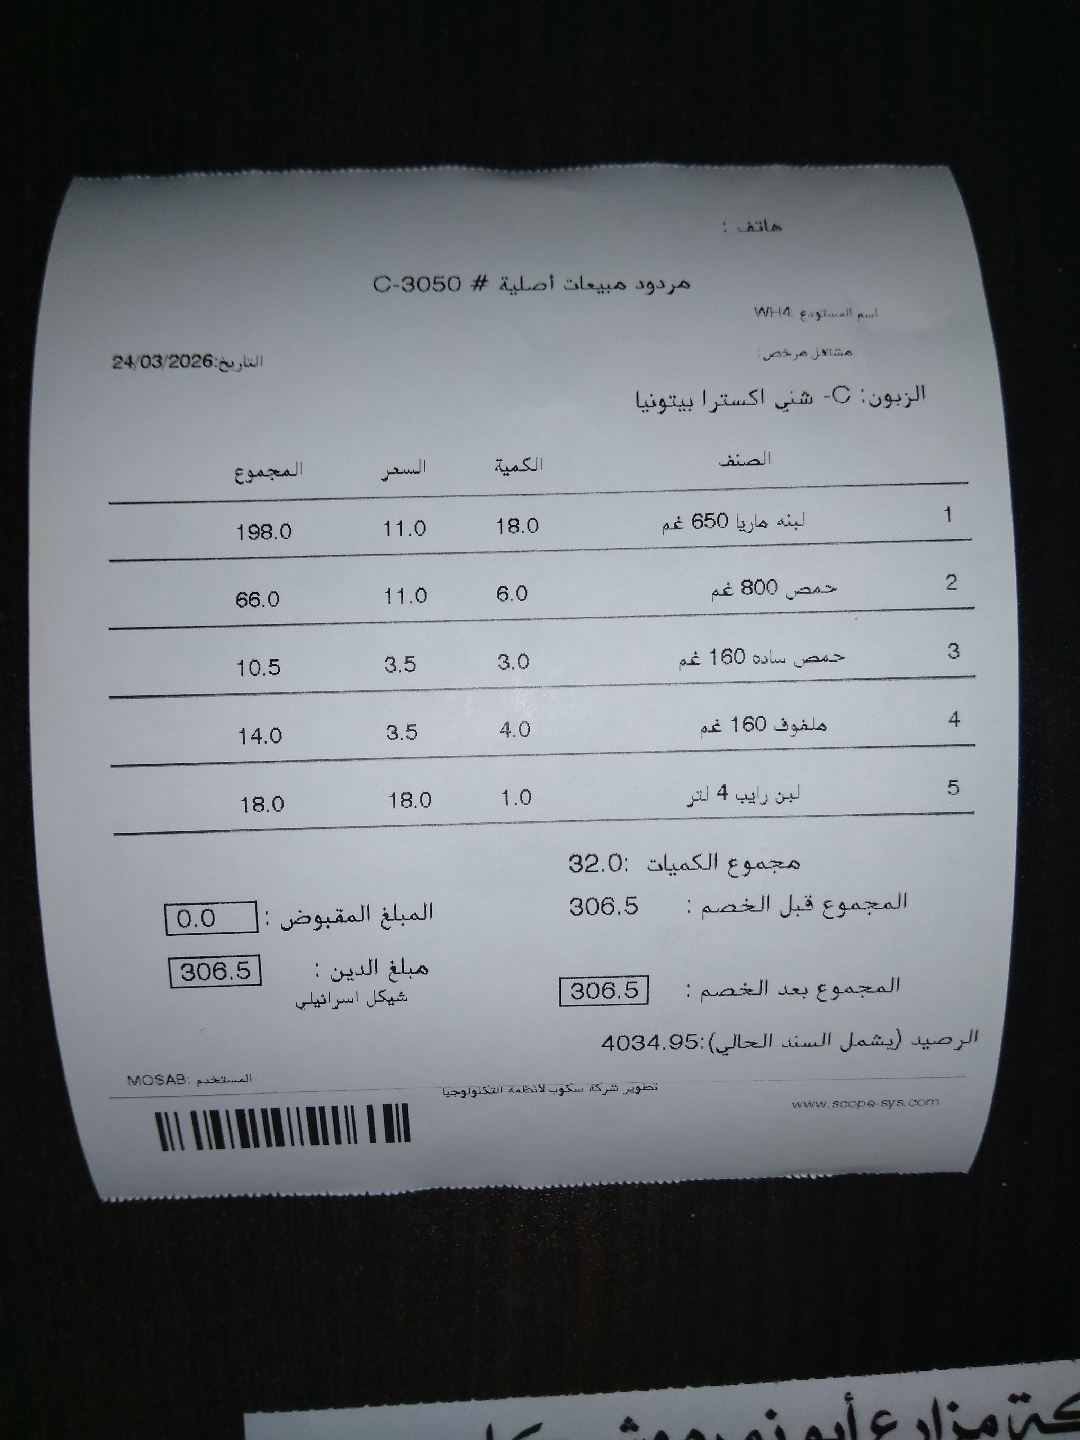 هاتف :
مردود مبيعات أصلية # C-3050
اسم المستودع :WH4
مشتغل مرخص:
التاريخ:24/03/2026
الزبون: C- شني اكسترا بيتونيا
الصنف الكمية السعر المجموع
1 لبنه ماريا 650 غم 18.0 11.0 198.0
2 حمص 800 غم 6.0 11.0 66.0
3 حمص ساده 160 غم 3.0 3.5 10.5
4 ملفوف 160 غم 4.0 3.5 14.0
5 لبن رايب 4 لتر 1.0 18.0 18.0
مجموع الكميات :32.0
المجموع قبل الخصم : 306.5
المبلغ المقبوض : 0.0
مبلغ الدين : 306.5
شيكل اسرائيلي
المجموع بعد الخصم : 306.5
الرصيد (يشمل السند الحالي):4034.95
المستخدم :MOSAB
تطوير شركة سكوب لأنظمة التكنولوجيا
www.scope-sys.com
مزارع أبو